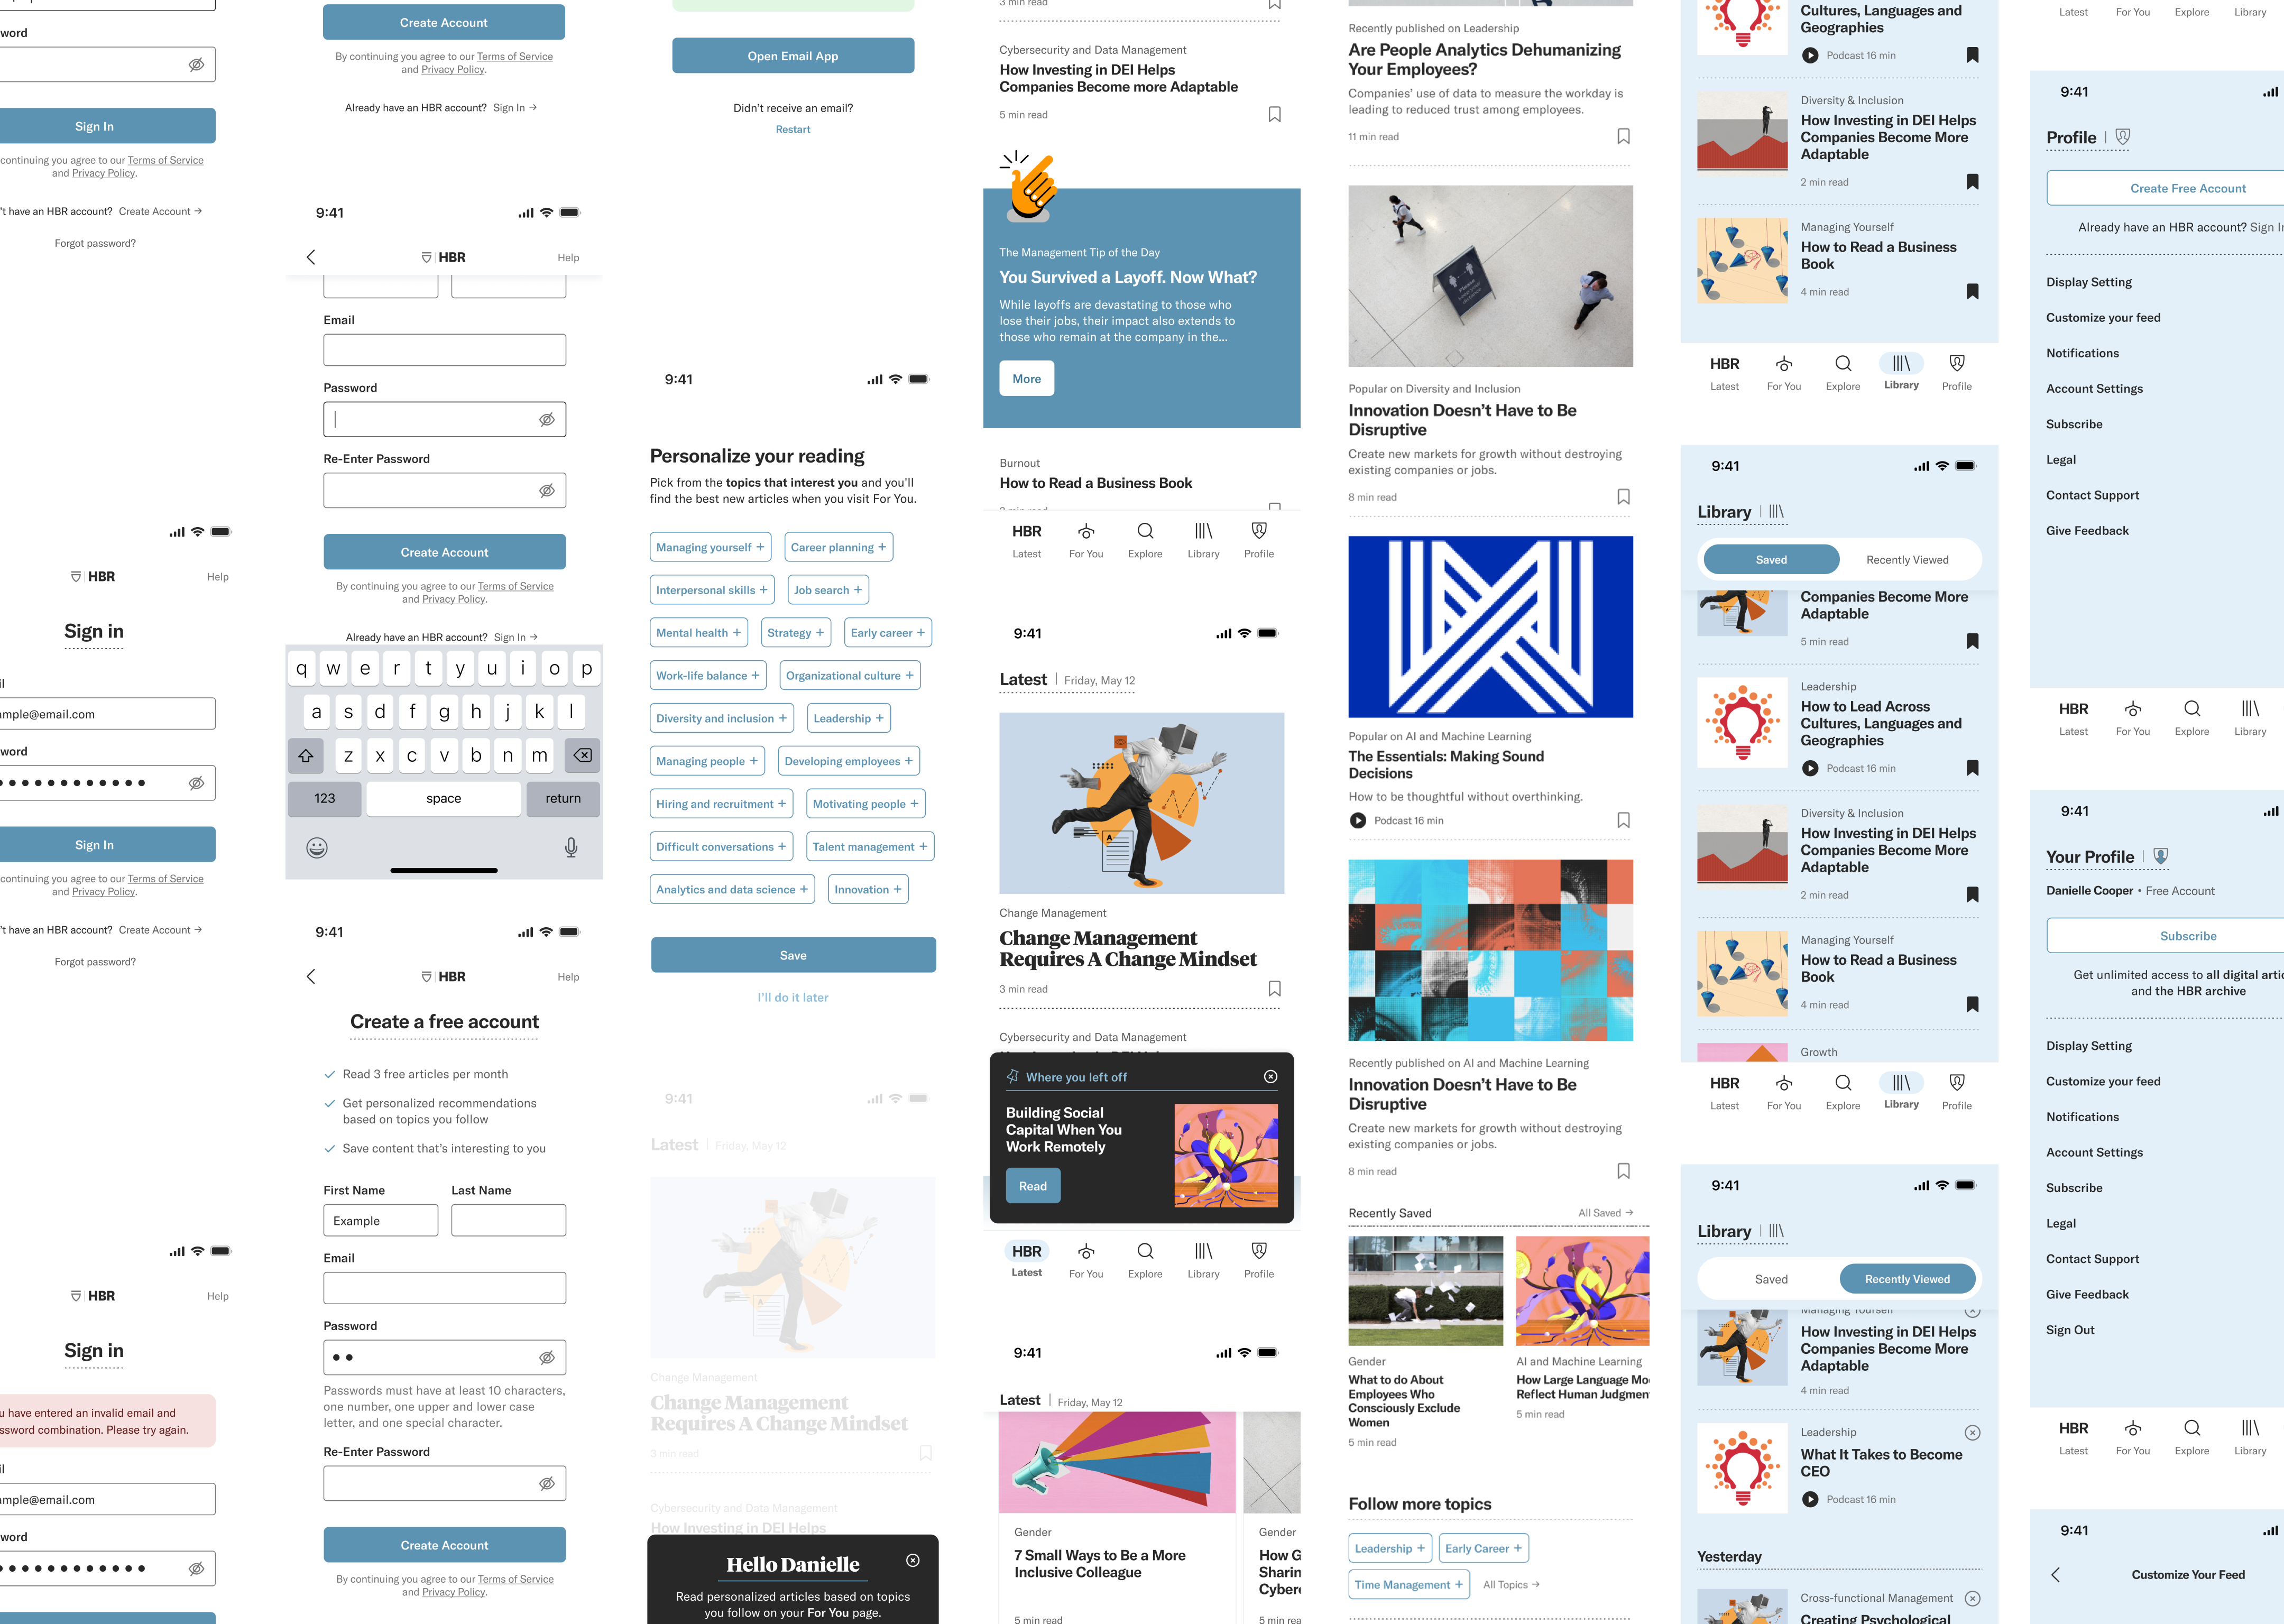 word
Sign In
continuing you agree to our Terms of Service
and Privacy Policy.
't have an HBR account? Create Account →
Forgot password?
HBR
Help
Sign in
mple@email.com
word
Sign In
continuing you agree to our Terms of Service
and Privacy Policy.
't have an HBR account? Create Account →
Forgot password?
HBR
Help
Sign in
u have entered an invalid email and
ssword combination. Please try again.
mple@email.com
word
Create Account
By continuing you agree to our Terms of Service
and Privacy Policy.
Already have an HBR account? Sign In →
9:41
HBR
Help
Email
Password
Re-Enter Password
Create Account
By continuing you agree to our Terms of Service
and Privacy Policy.
Already have an HBR account? Sign In →
q w e r t y u i o p
a s d f g h j k l
z x c v b n m
123 space return
9:41
HBR
Help
Create a free account
Read 3 free articles per month
Get personalized recommendations
based on topics you follow
Save content that's interesting to you
First Name Last Name
Example
Email
Password
Passwords must have at least 10 characters,
one number, one upper and lower case
letter, and one special character.
Re-Enter Password
Create Account
By continuing you agree to our Terms of Service
and Privacy Policy.
Open Email App
Didn't receive an email?
Restart
9:41
Personalize your reading
Pick from the topics that interest you and you'll
find the best new articles when you visit For You.
Managing yourself + Career planning +
Interpersonal skills + Job search +
Mental health + Strategy + Early career +
Work-life balance + Organizational culture +
Diversity and inclusion + Leadership +
Managing people + Developing employees +
Hiring and recruitment + Motivating people +
Difficult conversations + Talent management +
Analytics and data science + Innovation +
Save
I'll do it later
9:41
Latest | Friday, May 12
Change Management
Change Management
Requires A Change Mindset
3 min read
Cybersecurity and Data Management
How Investing in DEI Helps
Hello Danielle
Read personalized articles based on topics
you follow on your For You page.
3 min read
Cybersecurity and Data Management
How Investing in DEI Helps
Companies Become more Adaptable
5 min read
The Management Tip of the Day
You Survived a Layoff. Now What?
While layoffs are devastating to those who
lose their jobs, their impact also extends to
those who remain at the company in the...
More
Burnout
How to Read a Business Book
HBR
Latest For You Explore Library Profile
9:41
Latest | Friday, May 12
A
Change Management
Change Management
Requires A Change Mindset
3 min read
Cybersecurity and Data Management
Where you left off
Building Social
Capital When You
Work Remotely
Read
HBR
Latest For You Explore Library Profile
9:41
Latest | Friday, May 12
Gender
7 Small Ways to Be a More
Inclusive Colleague
5 min read
Gender
How G
Sharin
Cyber
5 min rea
Recently published on Leadership
Are People Analytics Dehumanizing
Your Employees?
Companies' use of data to measure the workday is
leading to reduced trust among employees.
11 min read
Popular on Diversity and Inclusion
Innovation Doesn't Have to Be
Disruptive
Create new markets for growth without destroying
existing companies or jobs.
8 min read
Popular on AI and Machine Learning
The Essentials: Making Sound
Decisions
How to be thoughtful without overthinking.
Podcast 16 min
Recently published on AI and Machine Learning
Innovation Doesn't Have to Be
Disruptive
Create new markets for growth without destroying
existing companies or jobs.
8 min read
Recently Saved All Saved →
Gender
What to do About
Employees Who
Consciously Exclude
Women
5 min read
AI and Machine Learning
How Large Language Mo
Reflect Human Judgmen
5 min read
Follow more topics
Leadership + Early Career +
Time Management + All Topics →
Cultures, Languages and
Geographies
Podcast 16 min
Diversity & Inclusion
How Investing in DEI Helps
Companies Become More
Adaptable
2 min read
Managing Yourself
How to Read a Business
Book
4 min read
HBR
Latest For You Explore Library Profile
9:41
Library
Saved Recently Viewed
Companies Become More
Adaptable
5 min read
Leadership
How to Lead Across
Cultures, Languages and
Geographies
Podcast 16 min
Diversity & Inclusion
How Investing in DEI Helps
Companies Become More
Adaptable
2 min read
Managing Yourself
How to Read a Business
Book
4 min read
Growth
HBR
Latest For You Explore Library Profile
9:41
Library
Saved Recently Viewed
Managing Yourself
How Investing in DEI Helps
Companies Become More
Adaptable
4 min read
Leadership
What It Takes to Become
CEO
Podcast 16 min
Yesterday
Cross-functional Management
Creating Psychological
Latest For You Explore Library
9:41
Profile
Create Free Account
Already have an HBR account? Sign I
Display Setting
Customize your feed
Notifications
Account Settings
Subscribe
Legal
Contact Support
Give Feedback
HBR
Latest For You Explore Library
9:41
Your Profile
Danielle Cooper • Free Account
Subscribe
Get unlimited access to all digital artic
and the HBR archive
Display Setting
Customize your feed
Notifications
Account Settings
Subscribe
Legal
Contact Support
Give Feedback
Sign Out
HBR
Latest For You Explore Library
9:41
Customize Your Feed